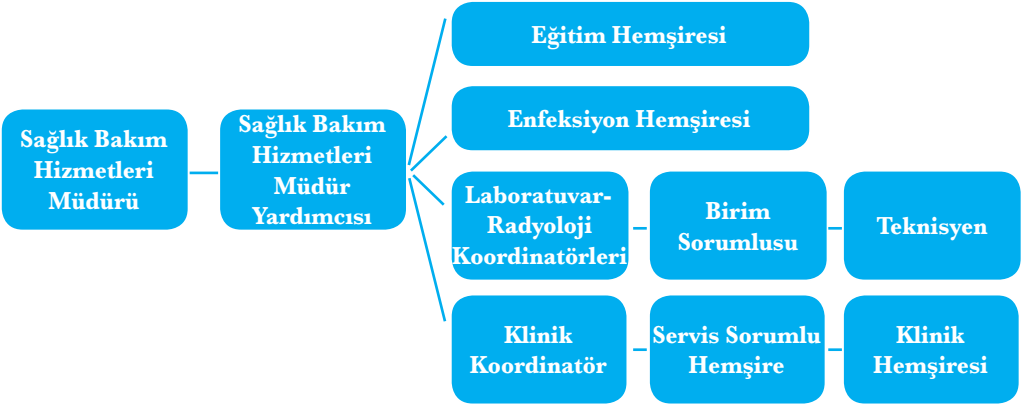 Sağlık Bakım
Hizmetleri
Müdürü
Sağlık Bakım
Hizmetleri
Müdür
Yardımcısı
Eğitim Hemşiresi
Enfeksiyon Hemşiresi
Laboratuvar-
Radyoloji
Koordinatörleri
Birim
Sorumlusu
Teknisyen
Klinik
Koordinatör
Servis Sorumlu
Hemşire
Klinik
Hemşiresi